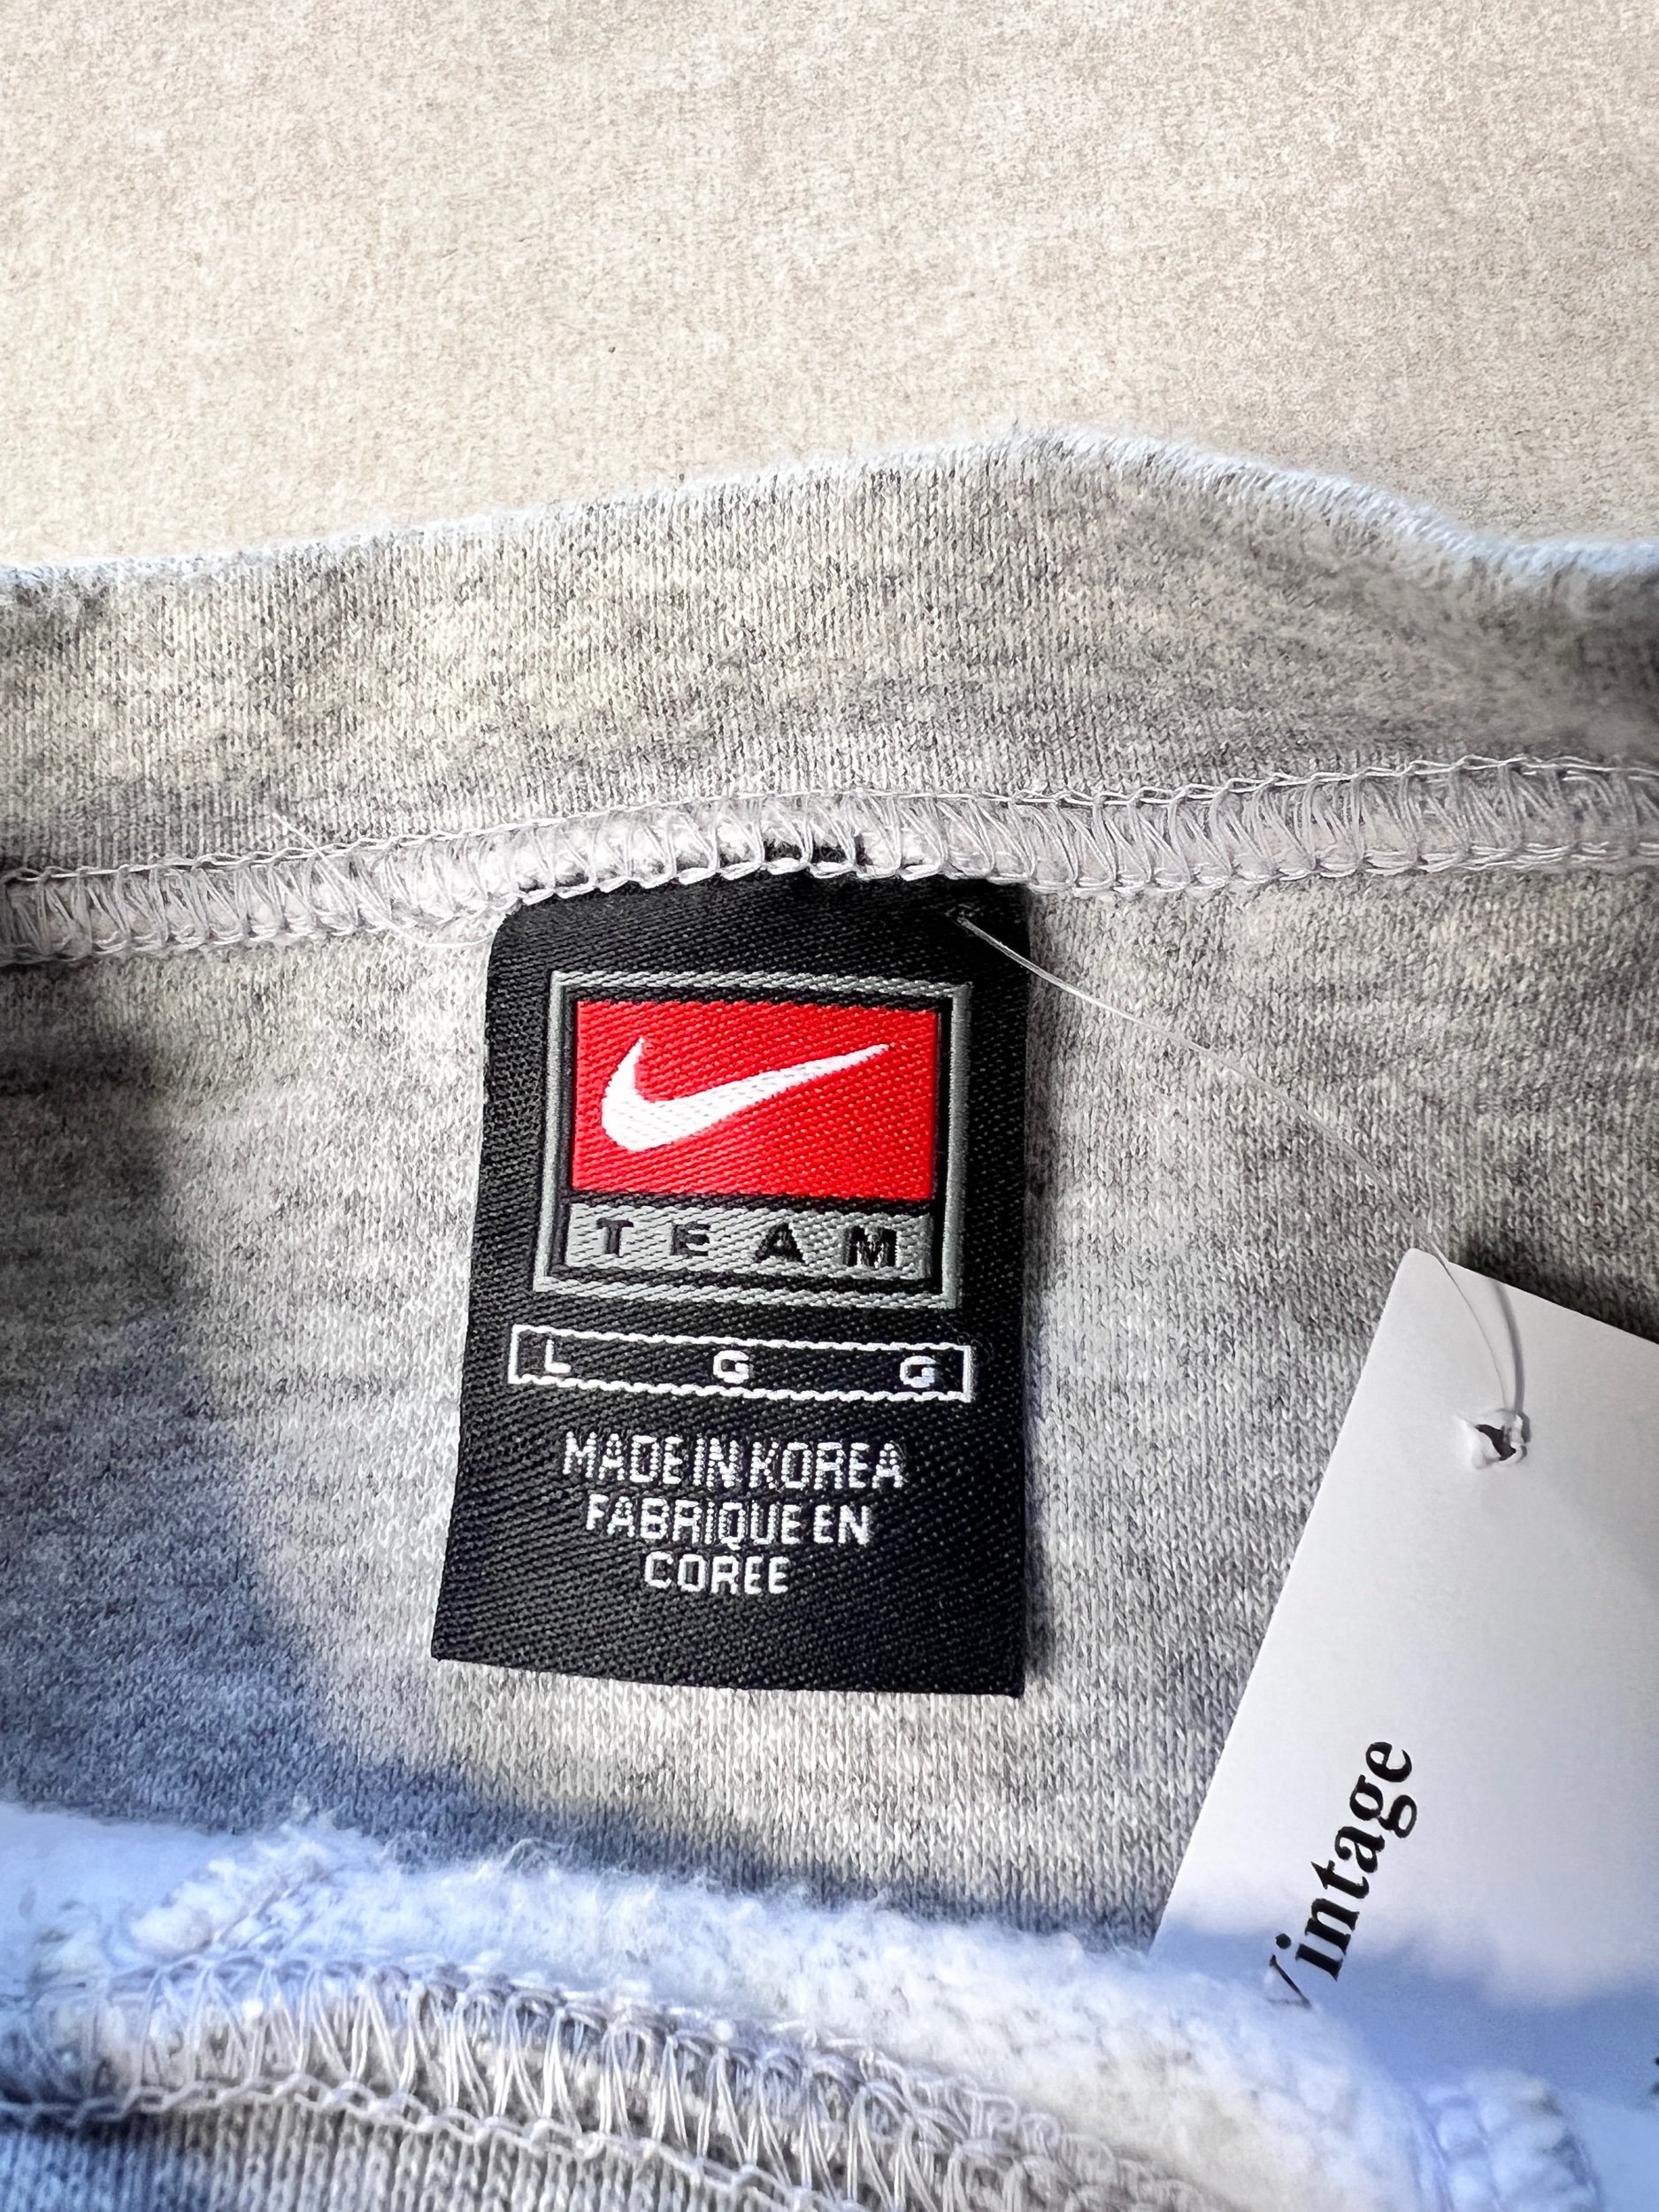 TEAM
L G G
MADE IN KOREA
FABRIQUE EN
COREE
Vintage